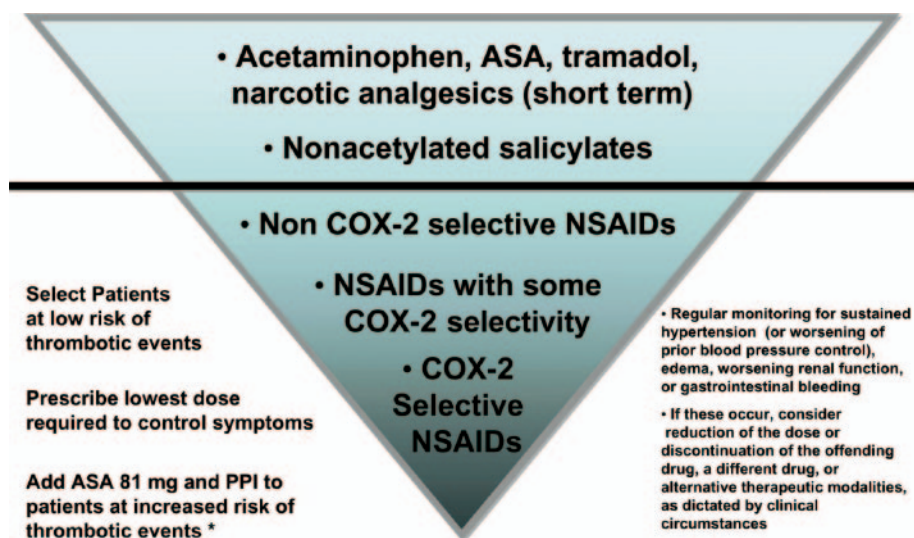 • Acetaminophen, ASA, tramadol,
narcotic analgesics (short term)
• Nonacetylated salicylates
• Non COX-2 selective NSAIDs
• NSAIDs with some
COX-2 selectivity
• COX-2
Selective
NSAIDs
Select Patients
at low risk of
thrombotic events
Prescribe lowest dose
required to control symptoms
Add ASA 81 mg and PPI to
patients at increased risk of
thrombotic events *
• Regular monitoring for sustained
hypertension (or worsening of
prior blood pressure control),
edema, worsening renal function,
or gastrointestinal bleeding
• If these occur, consider
reduction of the dose or
discontinuation of the offending
drug, a different drug, or
alternative therapeutic modalities,
as dictated by clinical
circumstances